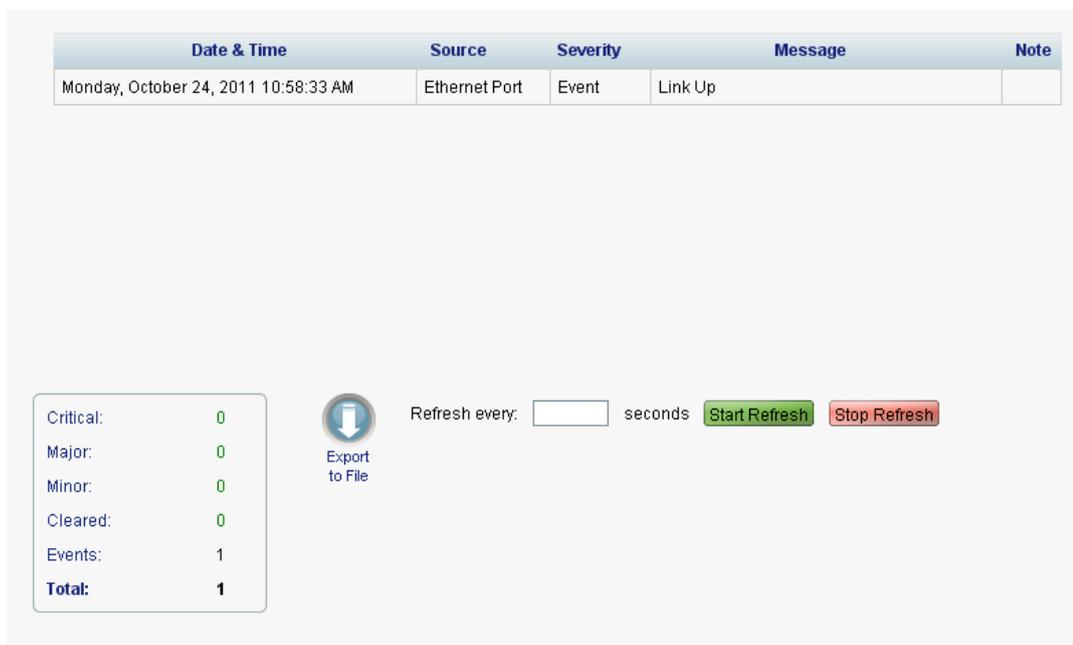 Date & Time Source Severity Message Note
Monday, October 24, 2011 10:58:33 AM Ethernet Port Event Link Up
Critical: 0
Major: 0
Minor: 0
Cleared: 0
Events: 1
Total: 1
Export
to File
Refresh every: seconds Start Refresh Stop Refresh